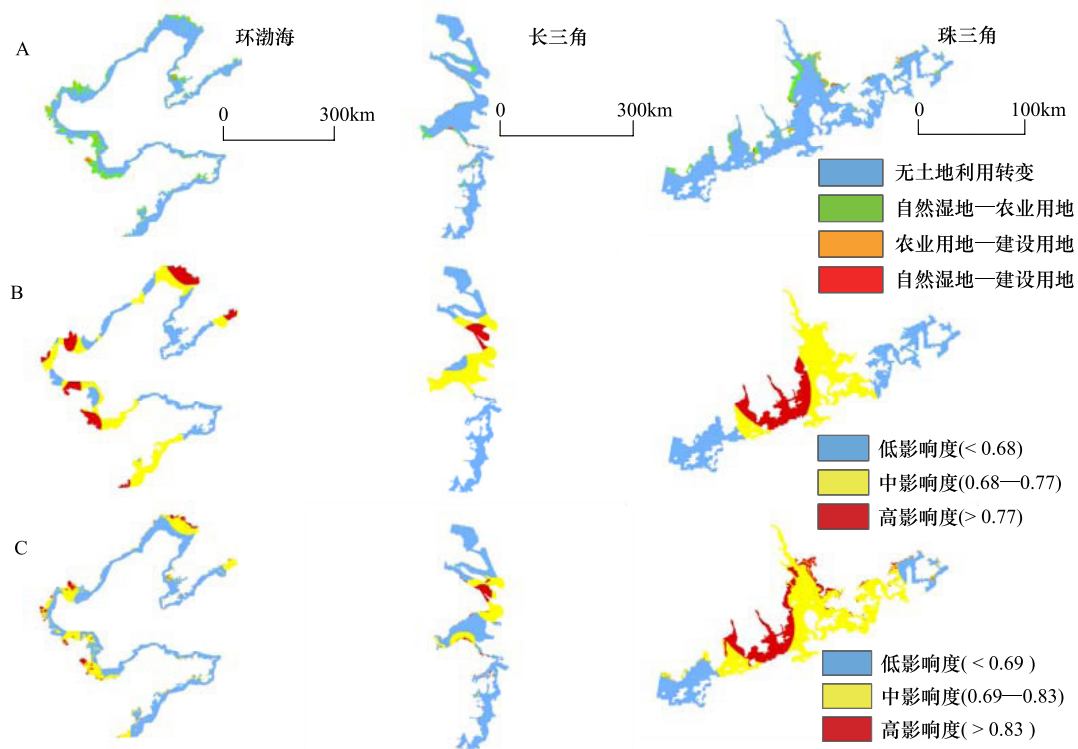 A
环渤海
长三角
珠三角
0 300km
0 300km
0 100km
无土地利用转变
自然湿地—农业用地
农业用地—建设用地
自然湿地—建设用地
B
低影响度(< 0.68)
中影响度(0.68—0.77)
高影响度(> 0.77)
C
低影响度( < 0.69 )
中影响度(0.69—0.83)
高影响度( > 0.83 )